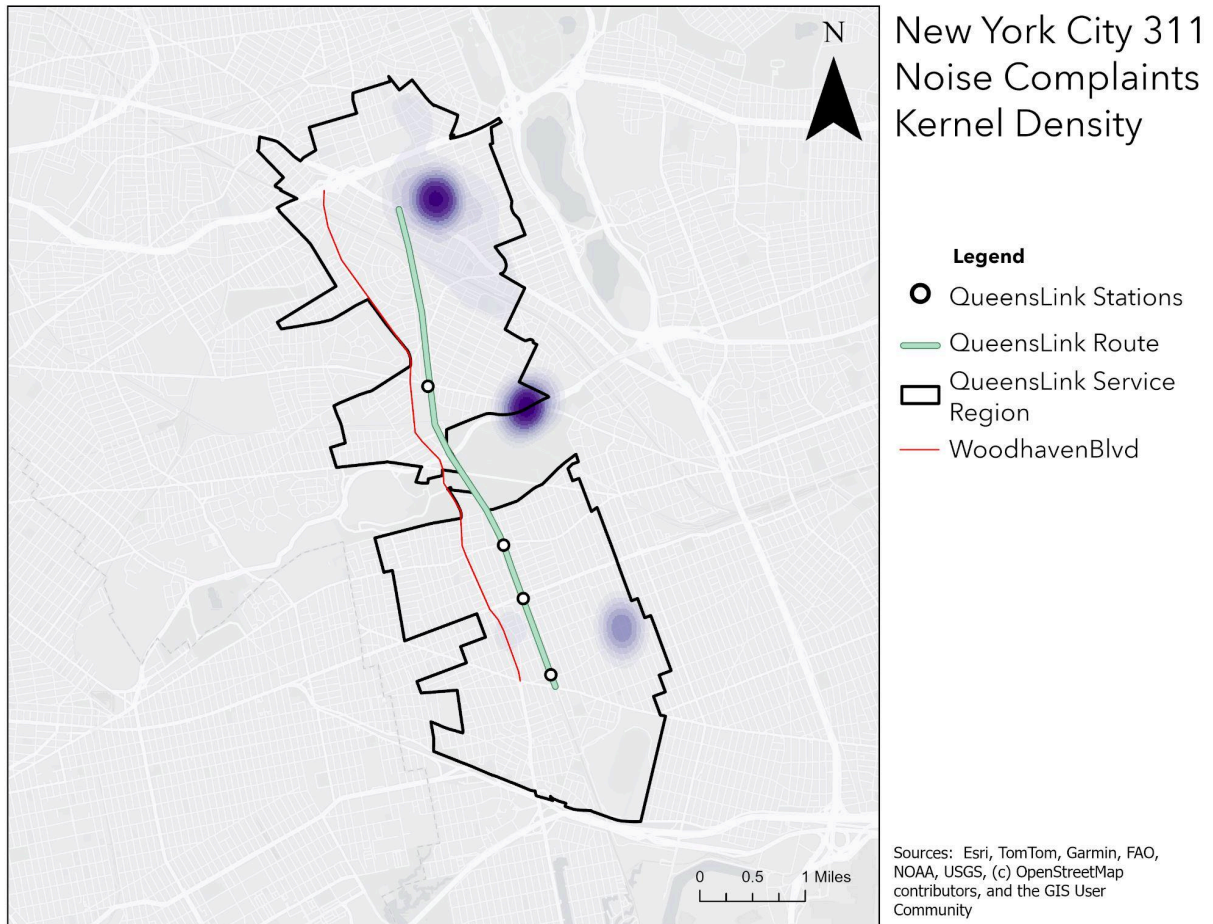 New York City 311
Noise Complaints
Kernel Density
N
Legend
QueensLink Stations
QueensLink Route
QueensLink Service
Region
WoodhavenBlvd
0 0.5 1 Miles
Sources: Esri, TomTom, Garmin, FAO,
NOAA, USGS, (c) OpenStreetMap
contributors, and the GIS User
Community